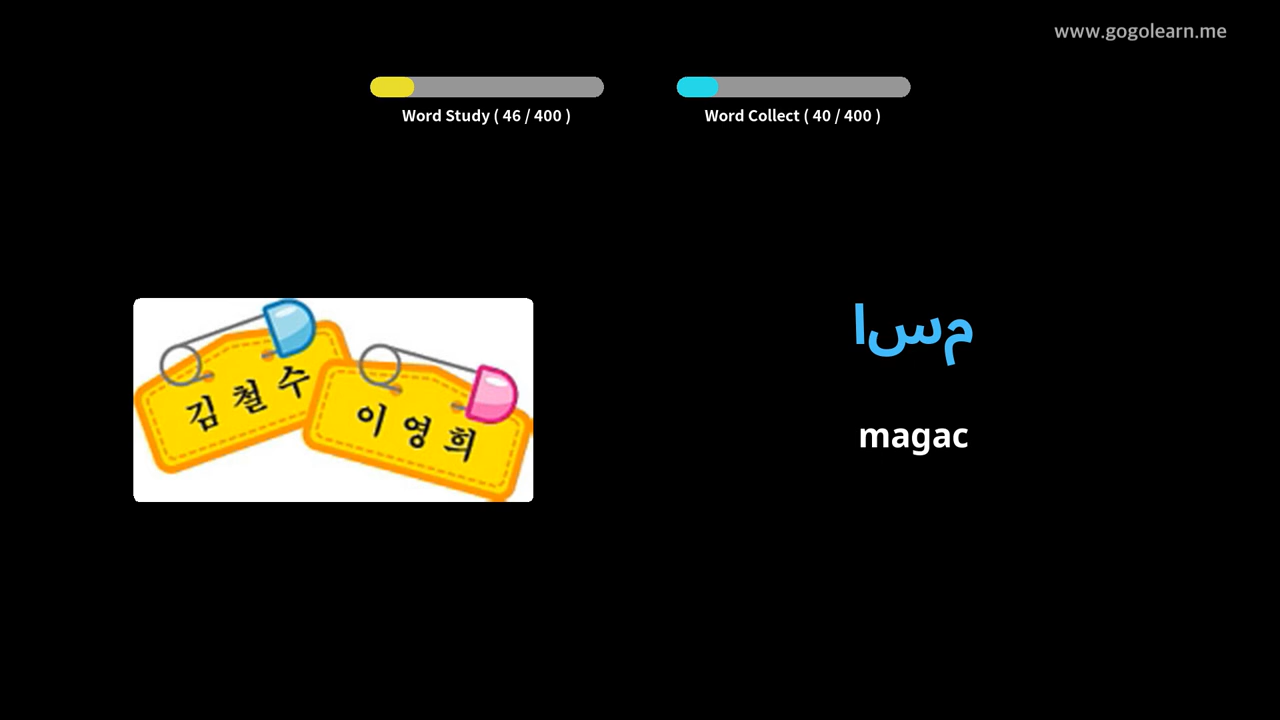 www.gogolearn.me
Word Study ( 46 / 400 )
Word Collect ( 40 / 400 )
김철수
이영희
اسم
magac